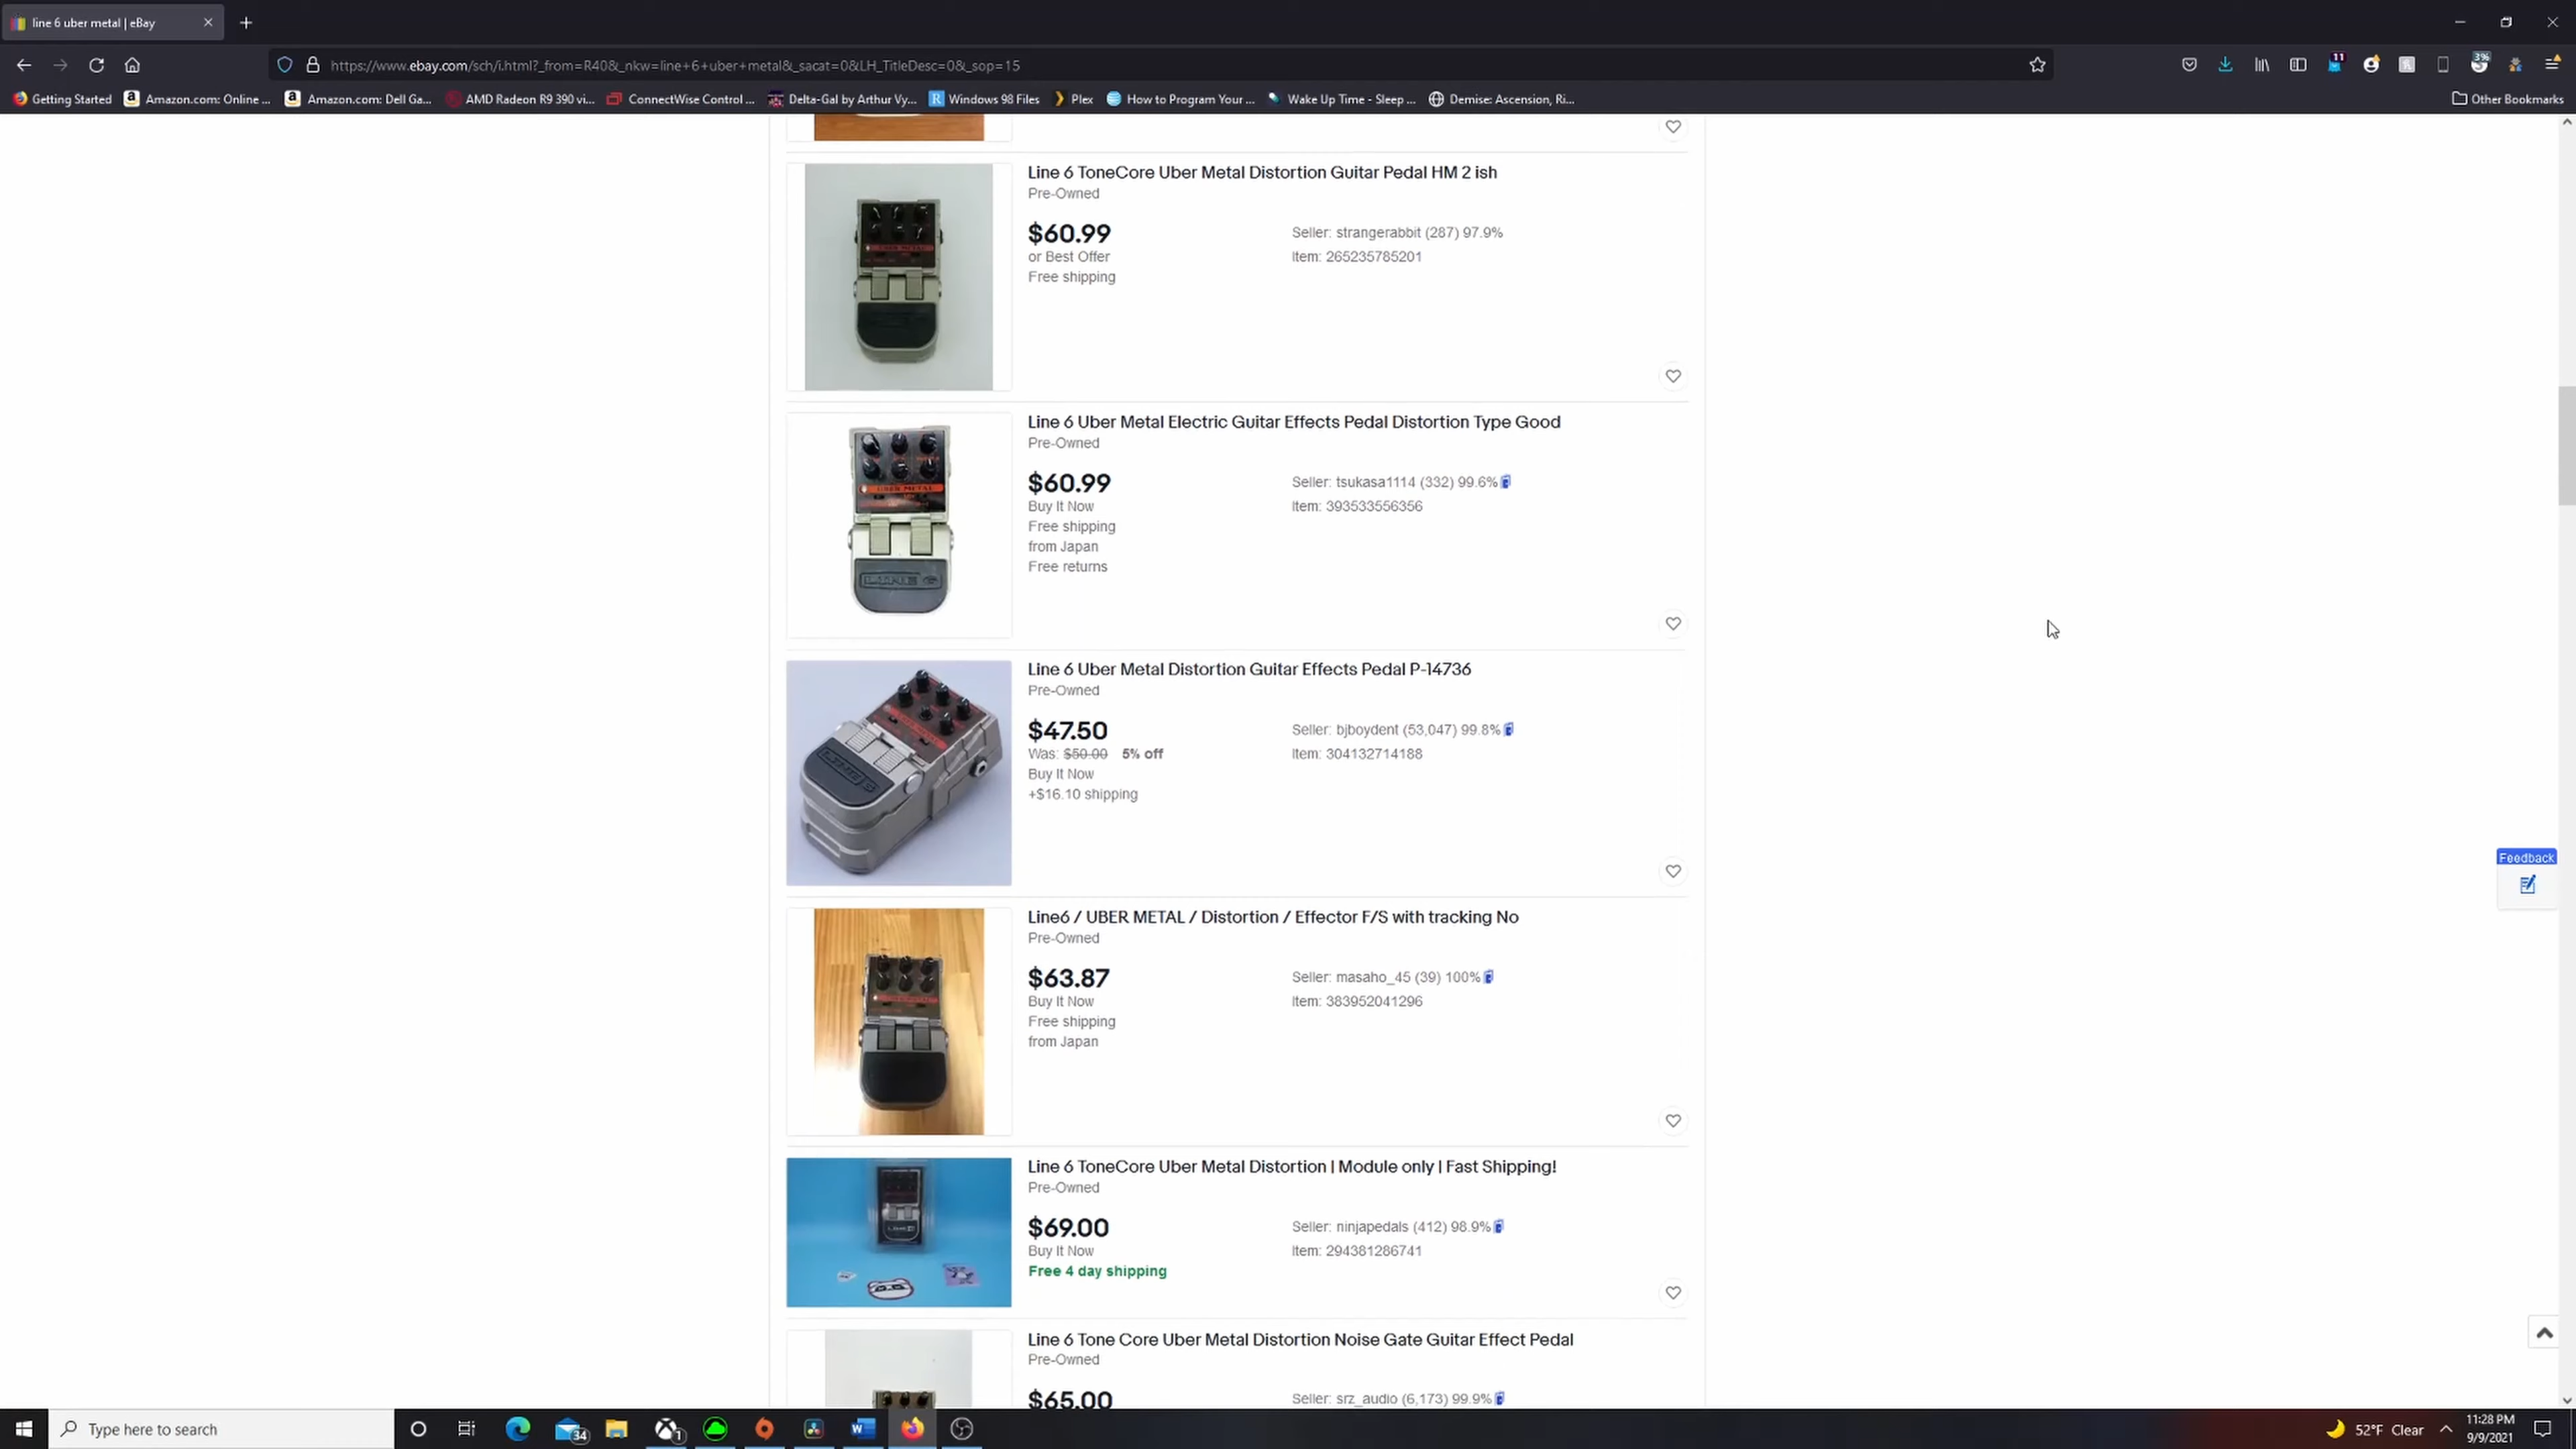 line 6 uber metal | eBay
https://www.ebay.com/sch/i.html?_from=R40&_nkw=line+6+uber+metal&_sacat=0&LH_TitleDesc=0&_sop=15
11
3%
Getting Started
Amazon.com: Online ...
Amazon.com: Dell Ga...
AMD Radeon R9 390 vi...
ConnectWise Control ...
Delta-Gal by Arthur Vy...
Windows 98 Files
Plex
How to Program Your ...
Wake Up Time - Sleep ...
Demise: Ascension, Ri...
Other Bookmarks
Line 6 ToneCore Uber Metal Distortion Guitar Pedal HM 2 ish
Pre-Owned
$60.99
or Best Offer
Free shipping
Seller: strangerabbit (287) 97.9%
Item: 265235785201
Line 6 Uber Metal Electric Guitar Effects Pedal Distortion Type Good
Pre-Owned
$60.99
Buy It Now
Free shipping
from Japan
Free returns
Seller: tsukasa1114 (332) 99.6%
Item: 393533556356
UBER METAL
LINE 6
Line 6 Uber Metal Distortion Guitar Effects Pedal P-14736
Pre-Owned
$47.50
Was: $50.00 5% off
Buy It Now
+$16.10 shipping
Seller: bjboydent (53,047) 99.8%
Item: 304132714188
LINE 6
Line6 / UBER METAL / Distortion / Effector F/S with tracking No
Pre-Owned
$63.87
Buy It Now
Free shipping
from Japan
Seller: masaho_45 (39) 100%
Item: 383952041296
Line 6 ToneCore Uber Metal Distortion | Module only | Fast Shipping!
Pre-Owned
$69.00
Buy It Now
Free 4 day shipping
Seller: ninjapedals (412) 98.9%
Item: 294381286741
Line 6 Tone Core Uber Metal Distortion Noise Gate Guitar Effect Pedal
Pre-Owned
$65.00
Seller: srz_audio (6,173) 99.9%
Feedback
Type here to search
34
1
52°F Clear
11:28 PM
9/9/2021